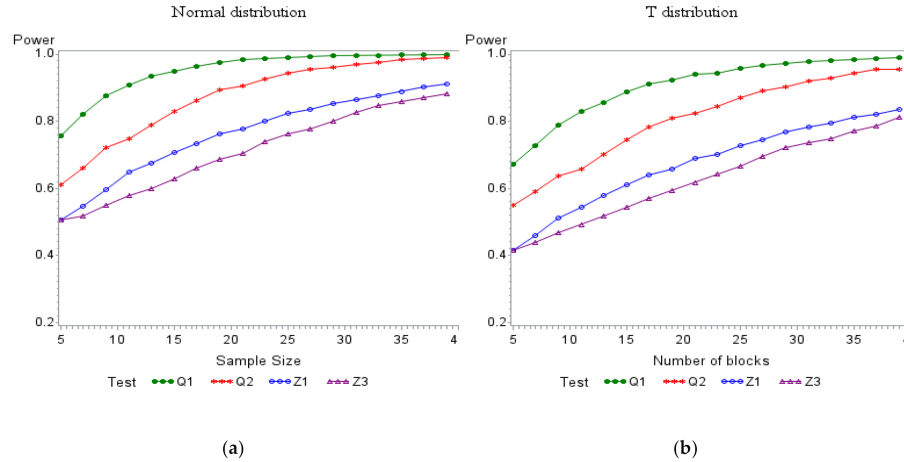 Normal distribution
Power
1.0
0.8
0.6
0.4
0.2
5 10 15 20 25 30 35 4
Sample Size
Test Q1 Q2 Z1 Z3
(a)
T distribution
Power
1.0
0.8
0.6
0.4
0.2
5 10 15 20 25 30 35 4
Number of blocks
Test Q1 Q2 Z1 Z3
(b)